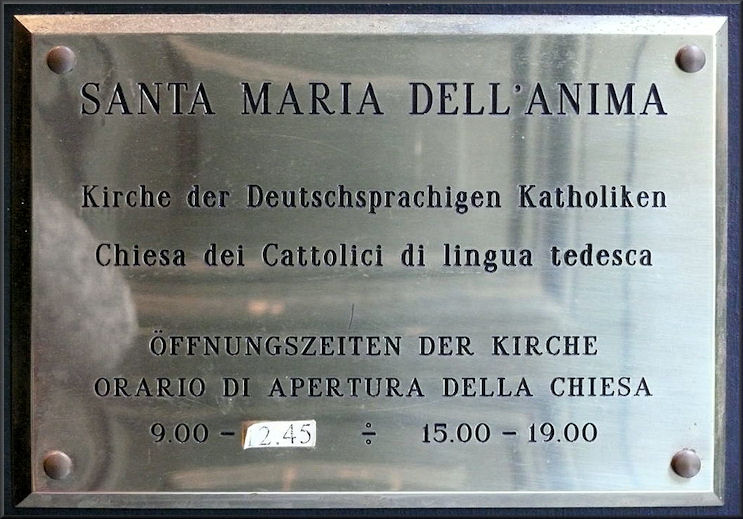 SANTA MARIA DELL'ANIMA
Kirche der Deutschsprachigen Katholiken
Chiesa dei Cattolici di lingua tedesca
ÖFFNUNGSZEITEN DER KIRCHE
ORARIO DI APERTURA DELLA CHIESA
9.00 – 12.45 ÷ 15.00 – 19.00